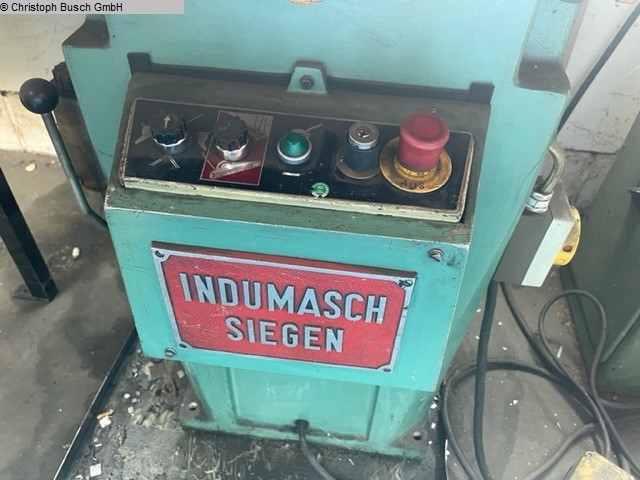 © Christoph Busch GmbH
AUS
INDUMASCH
SIEGEN